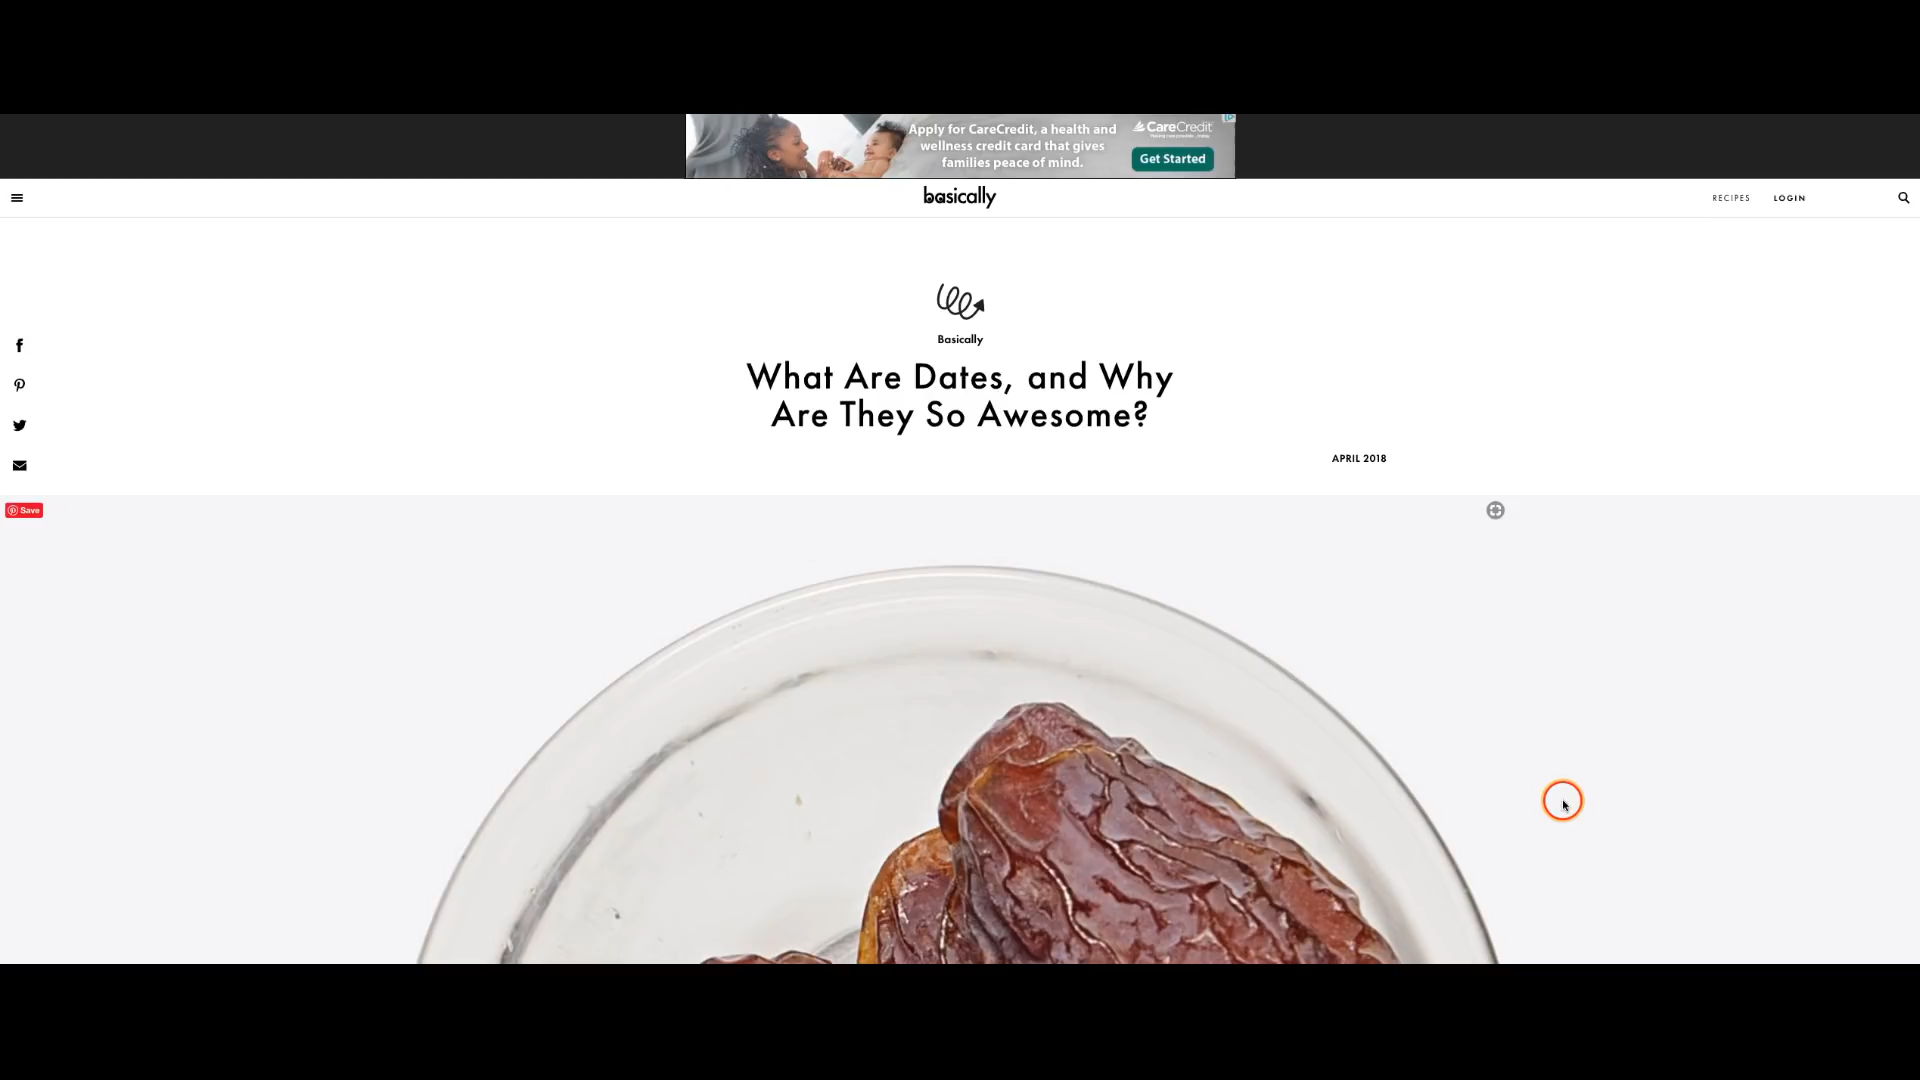 Apply for CareCredit, a health and
wellness credit card that gives
families peace of mind.
CareCredit
Get Started
basically
RECIPES LOGIN
Basically
What Are Dates, and Why
Are They So Awesome?
APRIL 2018
Save